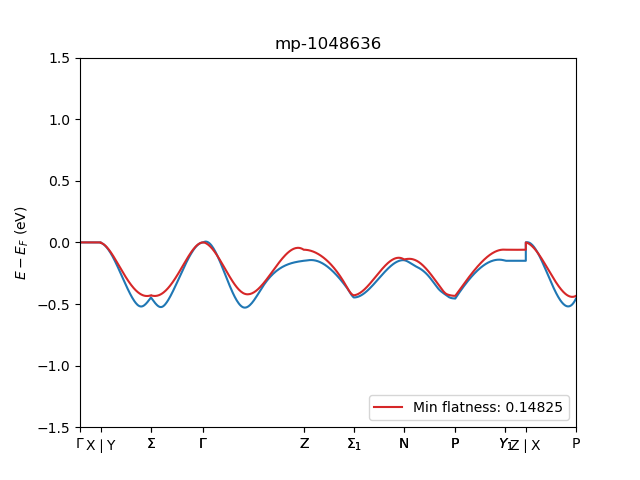 mp-1048636
E − E_F (eV)
1.5
1.0
0.5
0.0
−0.5
−1.0
−1.5
Min flatness: 0.14825
Γ X | Y Σ Γ Z Σ₁ N P Y₁ Z | X P